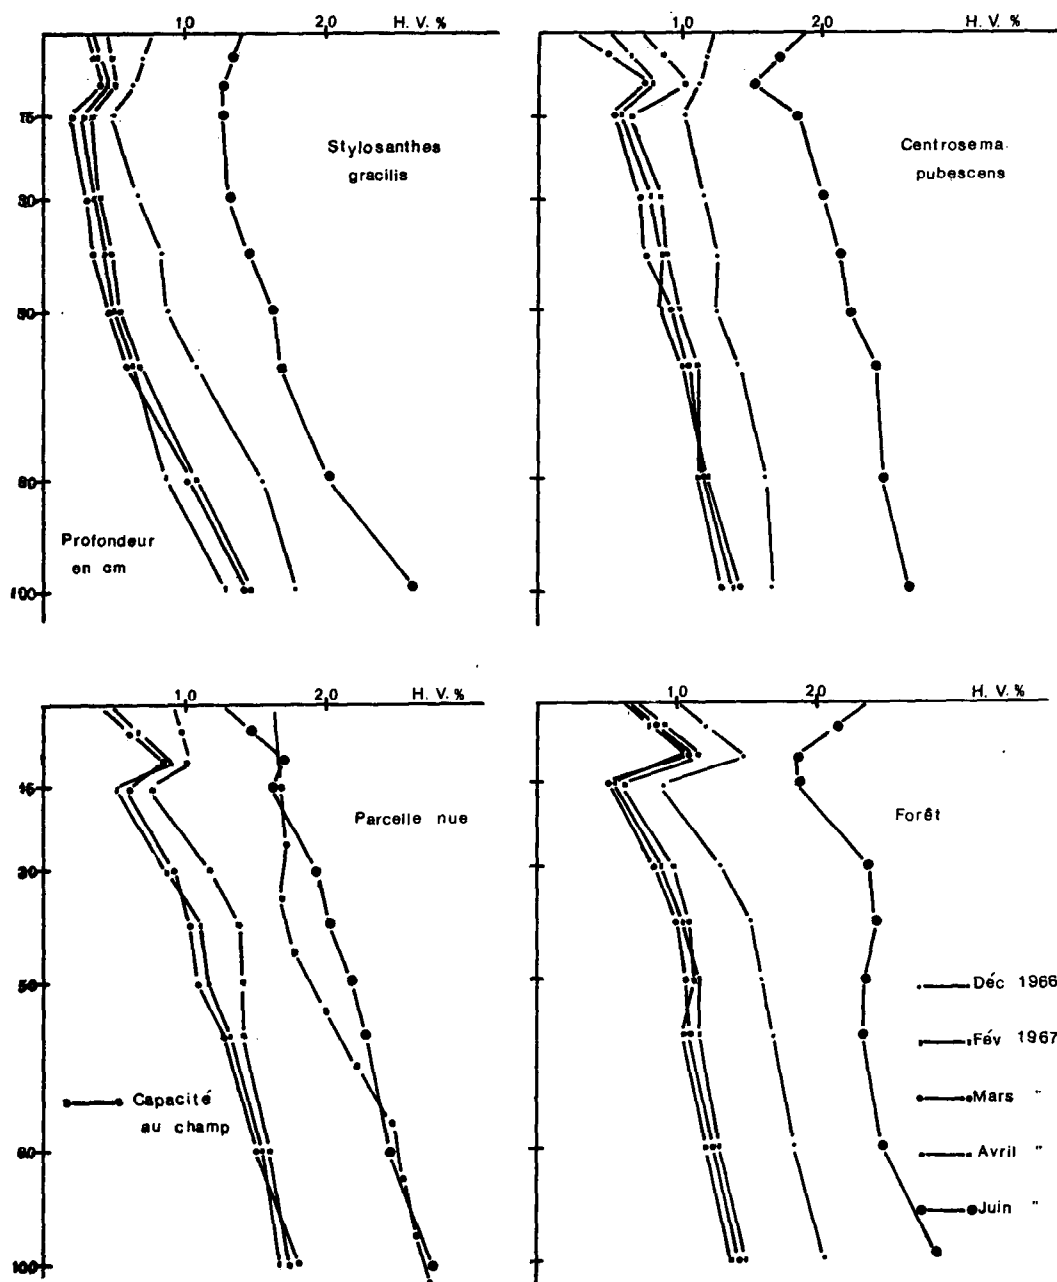 1,0 2,0 H. V. %
1,0 2,0 H. V. %
15
30
50
80
100
Stylosanthes
gracilis
Profondeur
en cm
Centrosema
pubescens
1,0 2,0 H. V. %
1,0 2,0 H. V. %
15
30
50
80
100
Parcelle nue
Capacité
au champ
Forêt
Déc 1966
Fév 1967
Mars "
Avril "
Juin "